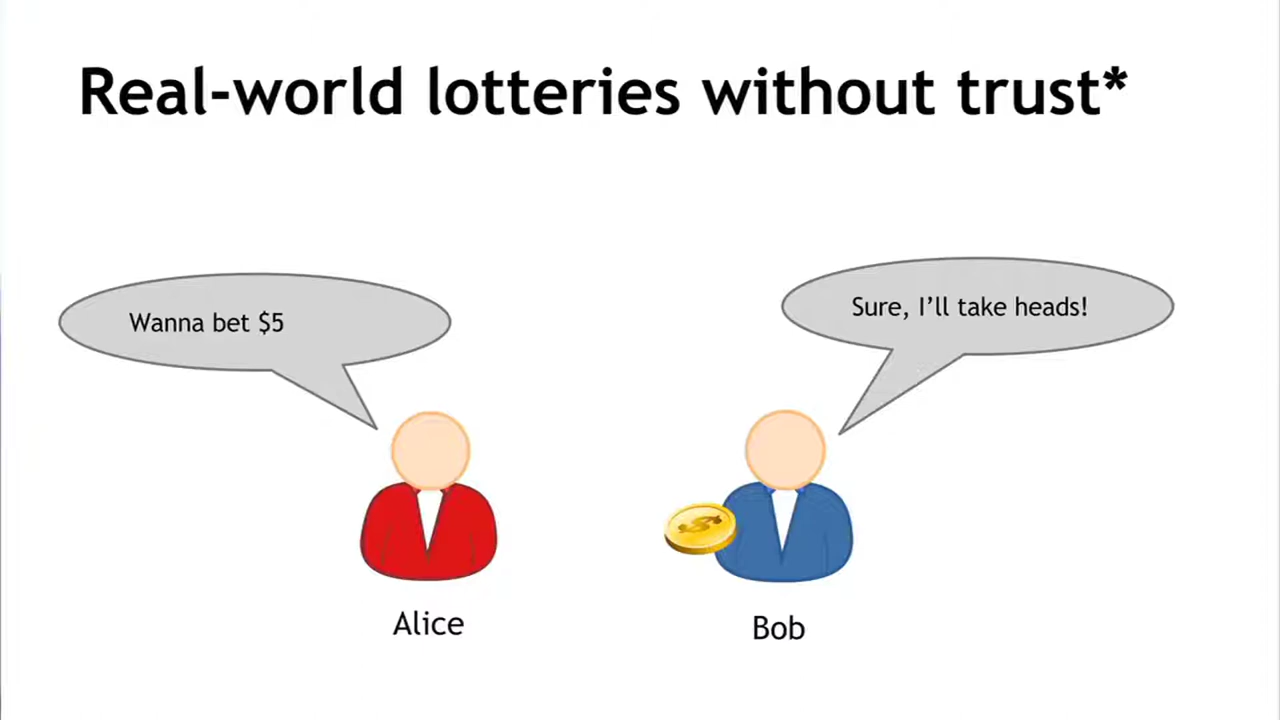 Real-world lotteries without trust*
Wanna bet $5
Sure, I'll take heads!
Alice
Bob